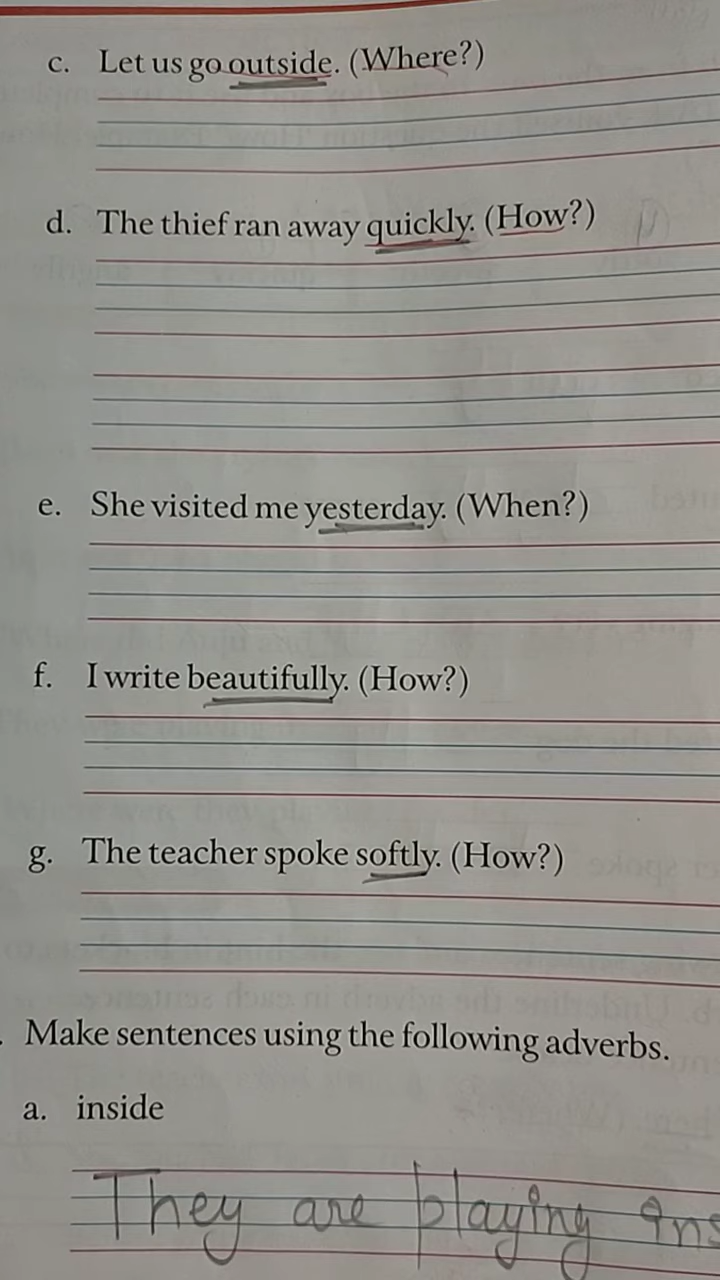 c. Let us go outside. (Where?)
d. The thief ran away quickly. (How?)
e. She visited me yesterday. (When?)
f. I write beautifully. (How?)
g. The teacher spoke softly. (How?)
Make sentences using the following adverbs.
a. inside
They are playing